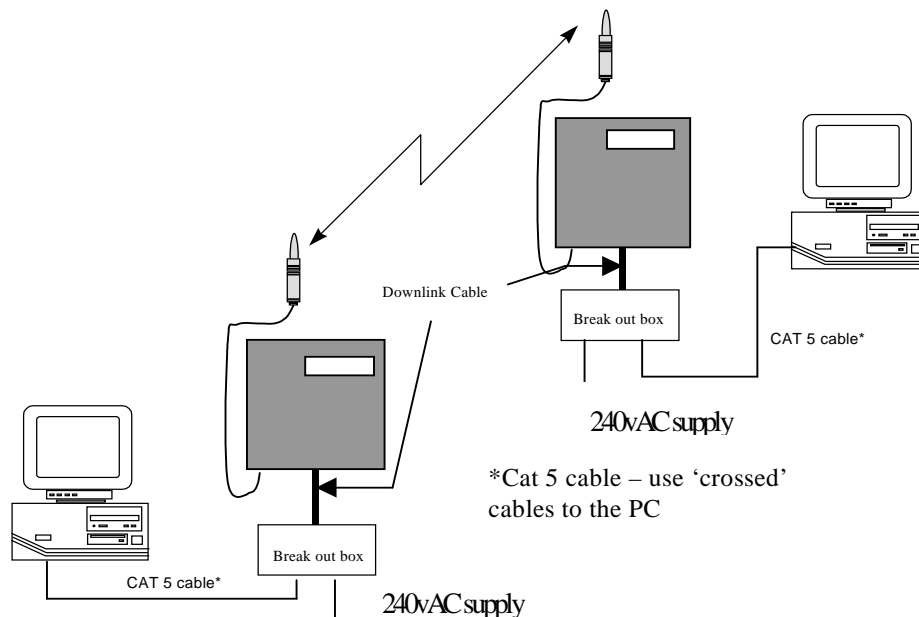 Downlink Cable
Break out box
CAT 5 cable*
240vAC supply
*Cat 5 cable – use ‘crossed’
cables to the PC
Break out box
CAT 5 cable*
240vAC supply